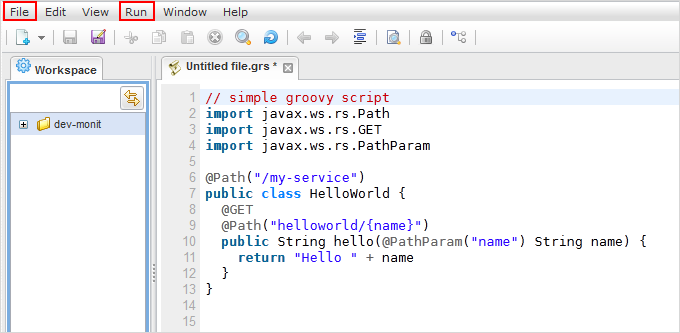 File Edit View Run Window Help
Workspace
Untitled file.grs *
dev-monit
1 // simple groovy script
2 import javax.ws.rs.Path
3 import javax.ws.rs.GET
4 import javax.ws.rs.PathParam
5
6 @Path("/my-service")
7 public class HelloWorld {
8   @GET
9   @Path("helloworld/{name}")
10   public String hello(@PathParam("name") String name) {
11     return "Hello " + name
12   }
13 }
14
15